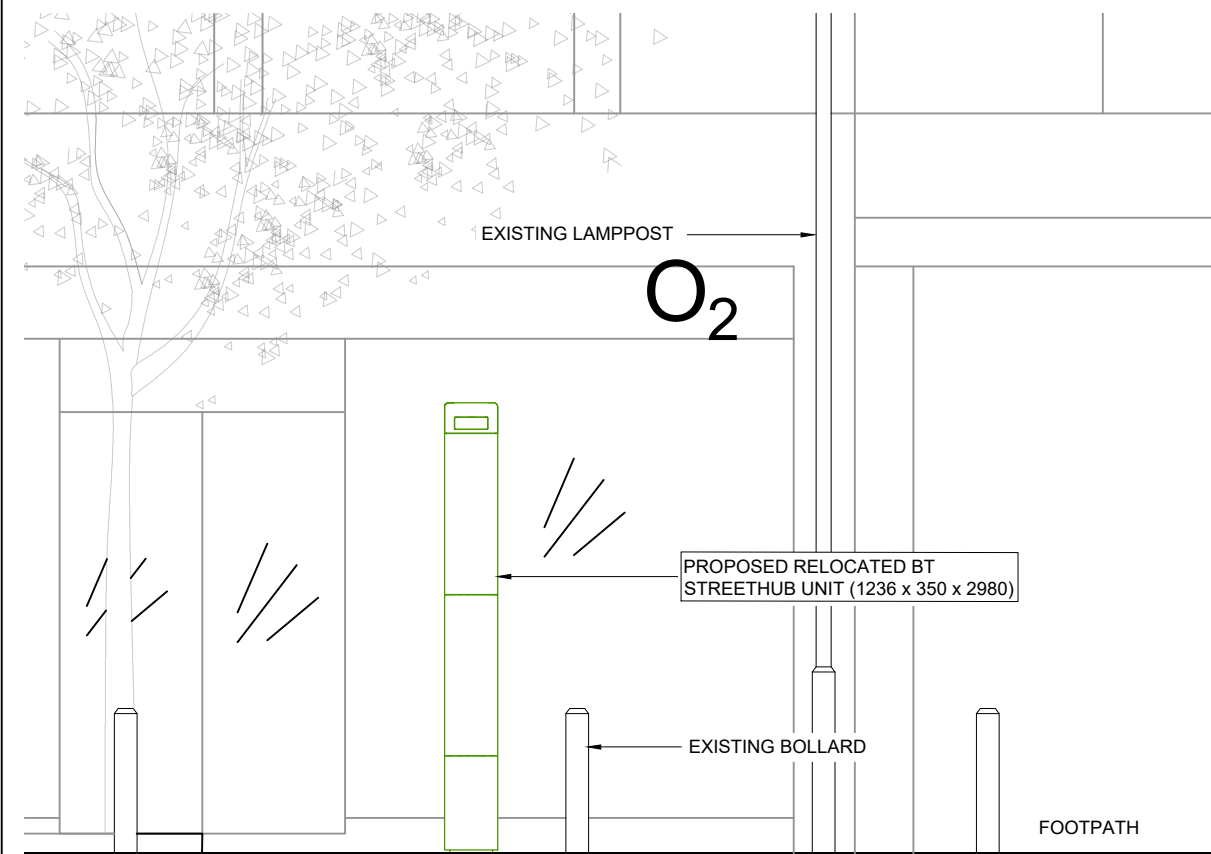 EXISTING LAMPPOST
O2
PROPOSED RELOCATED BT
STREETHUB UNIT (1236 x 350 x 2980)
EXISTING BOLLARD
FOOTPATH